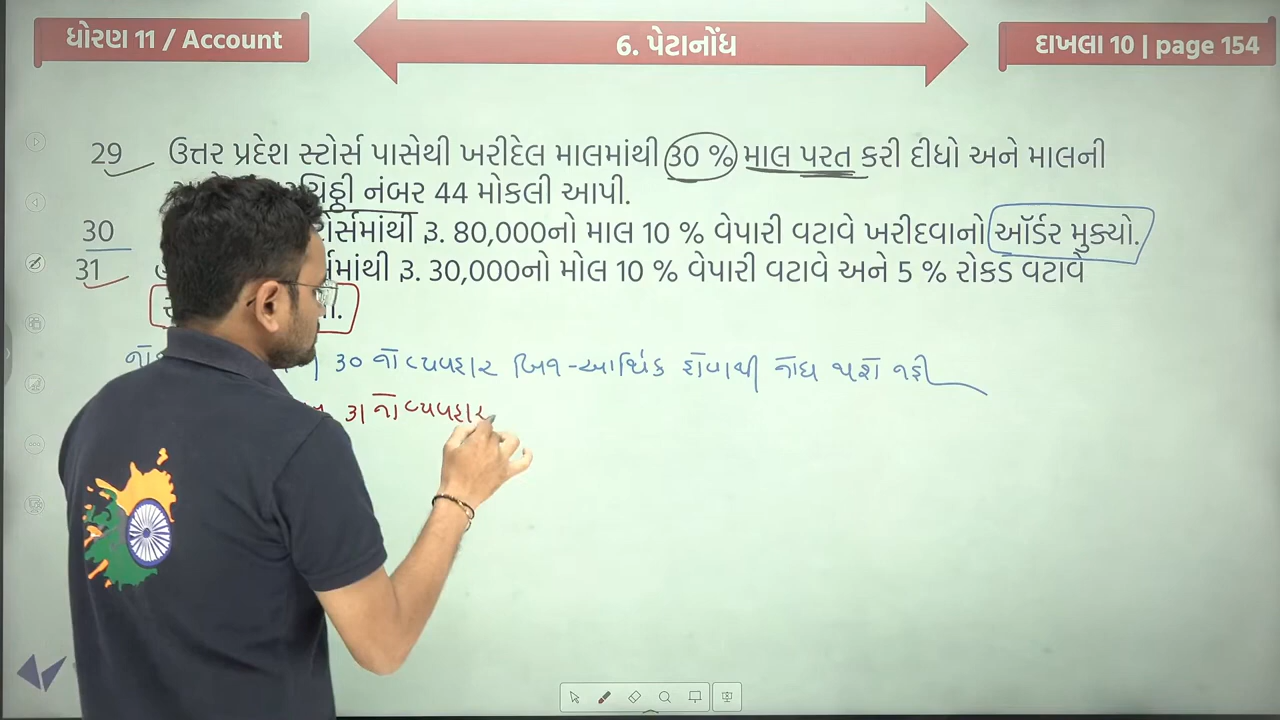 ધોરણ 11 / Account
6. પેટાનોંધ
દાખલા 10 | page 154
29 ઉત્તર પ્રદેશ સ્ટોર્સ પાસેથી ખરીદેલ માલમાંથી 30 % માલ પરત કરી દીધો અને માલની
નંબર 44 મોકલી આપી.
30 રૂ. 80,000નો માલ 10 % વેપારી વટાવે ખરીદવાનો ઑર્ડર મુક્યો.
31 રૂ. 30,000નો મોલ 10 % વેપારી વટાવે અને 5 % રોકડ વટાવે
30 નો વ્યવહાર બિન-આર્થિક હોવાથી નોંધ થશે નહી
31 નો વ્યવહાર